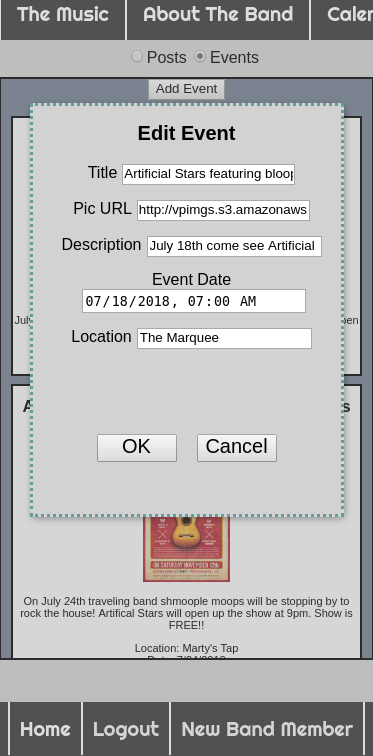 The Music About The Band Calen
Posts Events
Add Event
Edit Event
Title Artificial Stars featuring bloop
Pic URL http://vpimgs.s3.amazonaws
Description July 18th come see Artificial
Event Date
07/18/2018, 07:00 AM
July
pen
Location The Marquee
A s
OK Cancel
ON SATURDAY NOVEMBER 12th
On July 24th traveling band shmoople moops will be stopping by to
rock the house! Artifical Stars will open up the show at 9pm. Show is
FREE!!
Location: Marty's Tap
Date: 7/24/2018
Home Logout New Band Member